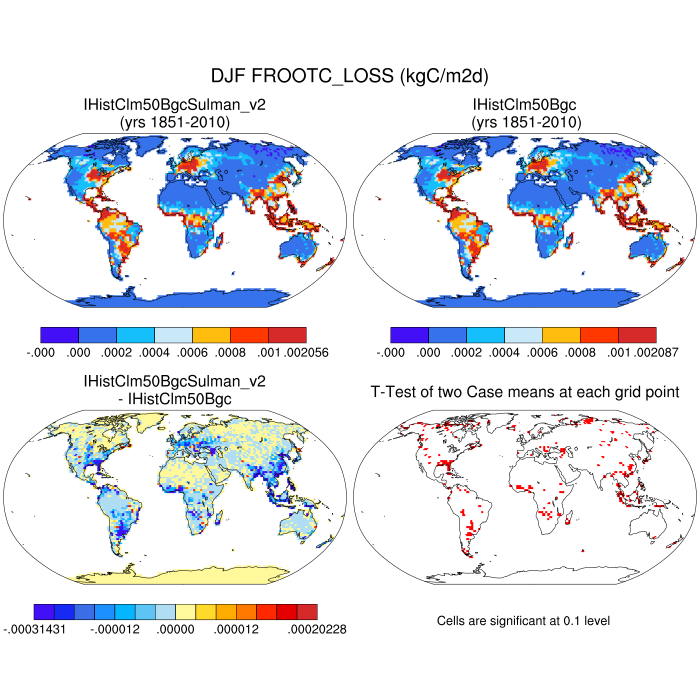 DJF FROOTC_LOSS (kgC/m2d)
IHistClm50BgcSulman_v2
(yrs 1851-2010)
IHistClm50Bgc
(yrs 1851-2010)
-.000 .000 .0002 .0004 .0006 .0008 .001 .002056
-.000 .000 .0002 .0004 .0006 .0008 .001 .002087
IHistClm50BgcSulman_v2
- IHistClm50Bgc
T-Test of two Case means at each grid point
-.00031431 -.000012 .00000 .000012 .00020228
Cells are significant at 0.1 level